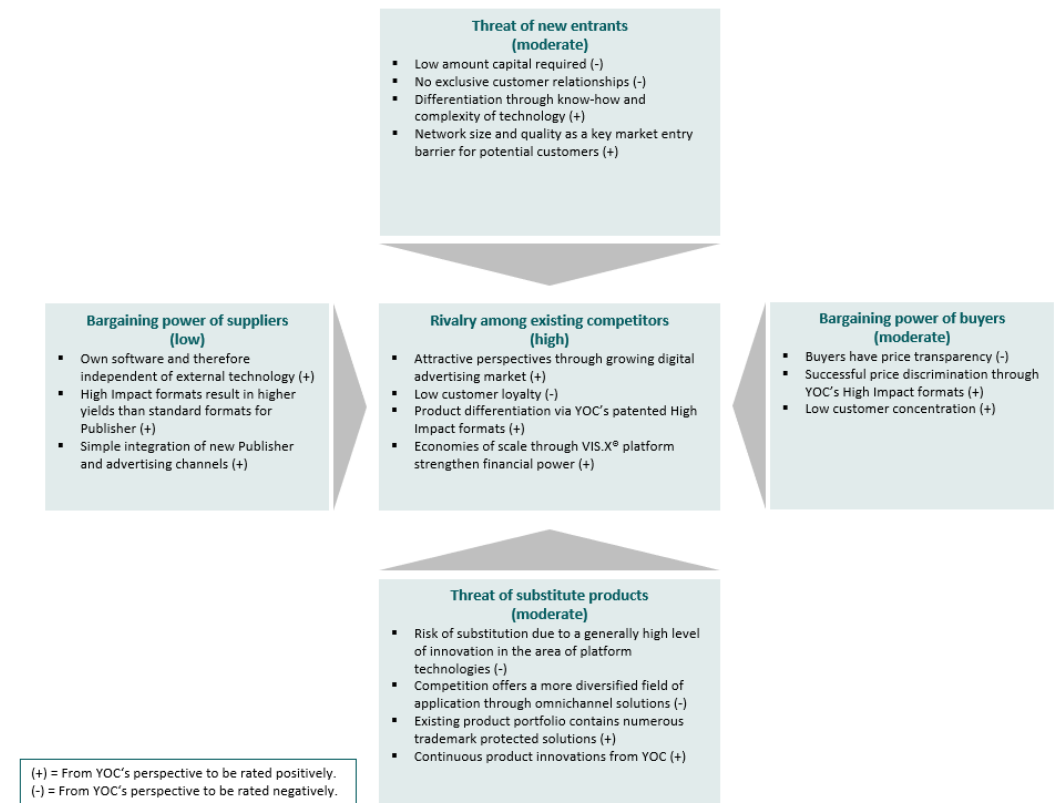 Threat of new entrants
(moderate)
▪ Low amount capital required (-)
▪ No exclusive customer relationships (-)
▪ Differentiation through know-how and
complexity of technology (+)
▪ Network size and quality as a key market entry
barrier for potential customers (+)
Bargaining power of suppliers
(low)
▪ Own software and therefore
independent of external technology (+)
▪ High Impact formats result in higher
yields than standard formats for
Publisher (+)
▪ Simple integration of new Publisher
and advertising channels (+)
Rivalry among existing competitors
(high)
▪ Attractive perspectives through growing digital
advertising market (+)
▪ Low customer loyalty (-)
▪ Product differentiation via YOC's patented High
Impact formats (+)
▪ Economies of scale through VIS.X® platform
strengthen financial power (+)
Bargaining power of buyers
(moderate)
▪ Buyers have price transparency (-)
▪ Successful price discrimination through
YOC's High Impact formats (+)
▪ Low customer concentration (+)
Threat of substitute products
(moderate)
▪ Risk of substitution due to a generally high level
of innovation in the area of platform
technologies (-)
▪ Competition offers a more diversified field of
application through omnichannel solutions (-)
▪ Existing product portfolio contains numerous
trademark protected solutions (+)
▪ Continuous product innovations from YOC (+)
(+) = From YOC's perspective to be rated positively.
(-) = From YOC's perspective to be rated negatively.